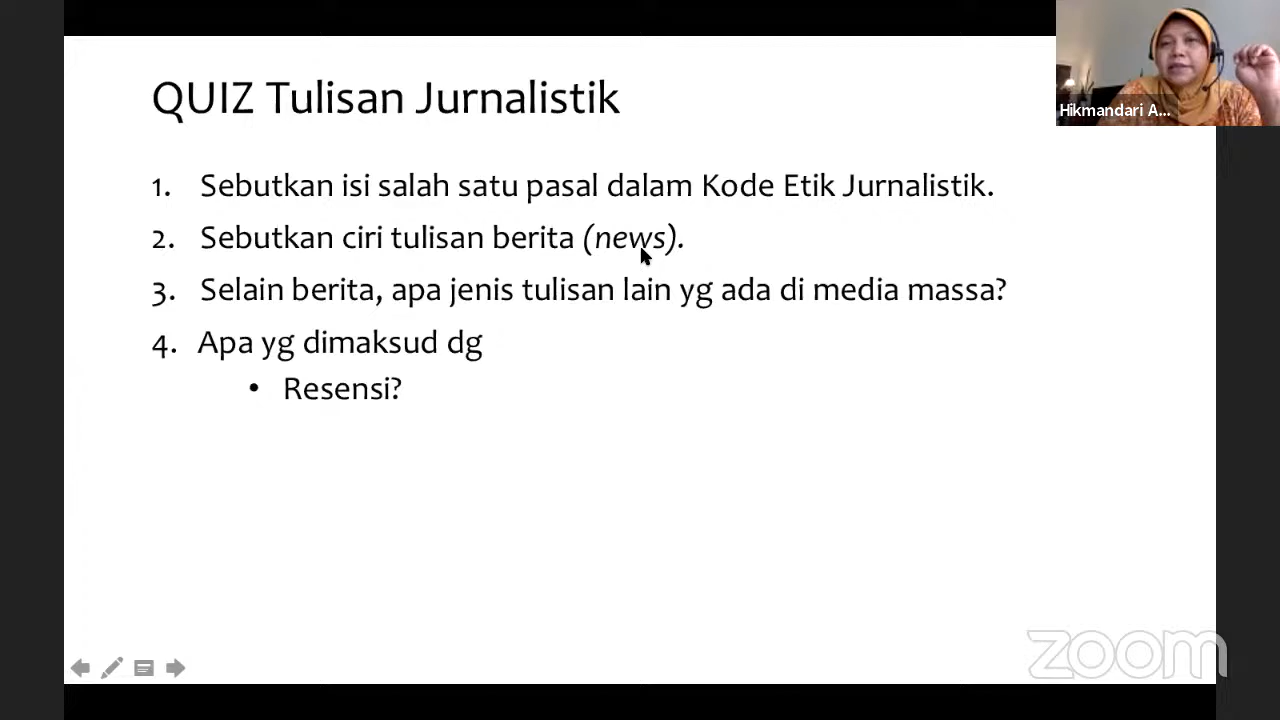 QUIZ Tulisan Jurnalistik
Hikmandari A...
1. Sebutkan isi salah satu pasal dalam Kode Etik Jurnalistik.
2. Sebutkan ciri tulisan berita (news).
3. Selain berita, apa jenis tulisan lain yg ada di media massa?
4. Apa yg dimaksud dg
• Resensi?
zoom